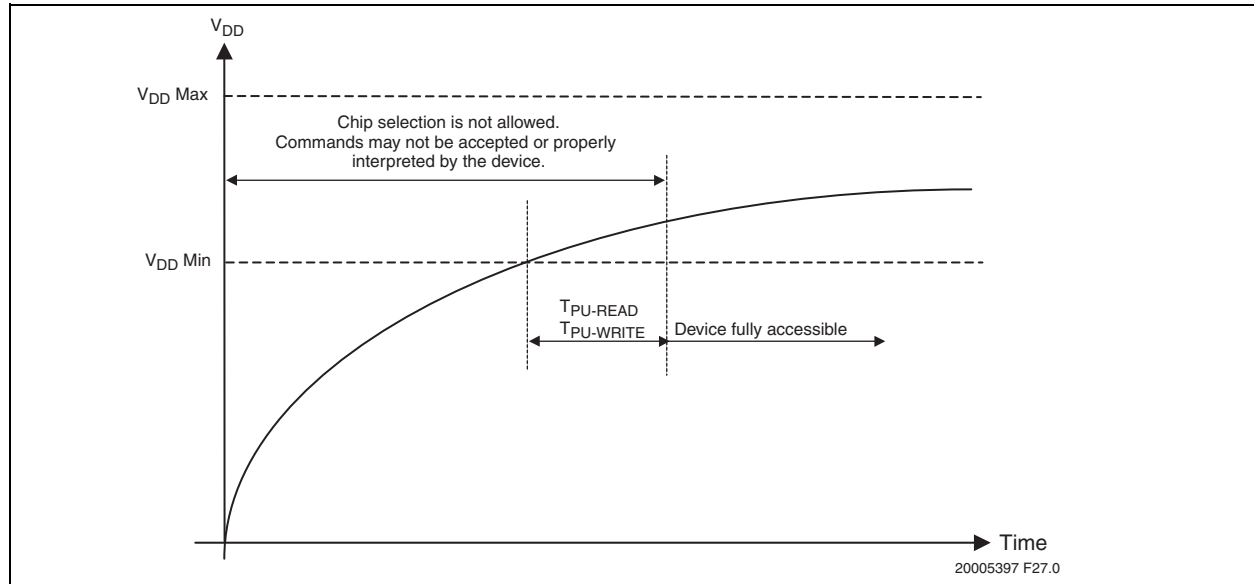 VDD
VDD Max
Chip selection is not allowed.
Commands may not be accepted or properly
interpreted by the device.
VDD Min
TPU-READ
TPU-WRITE
Device fully accessible
Time
20005397 F27.0